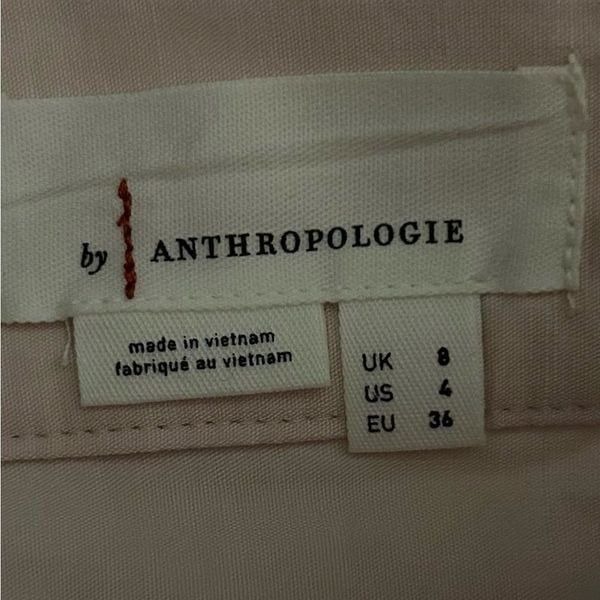 by ANTHROPOLOGIE
made in vietnam
fabriqué au vietnam
UK 8
US 4
EU 36